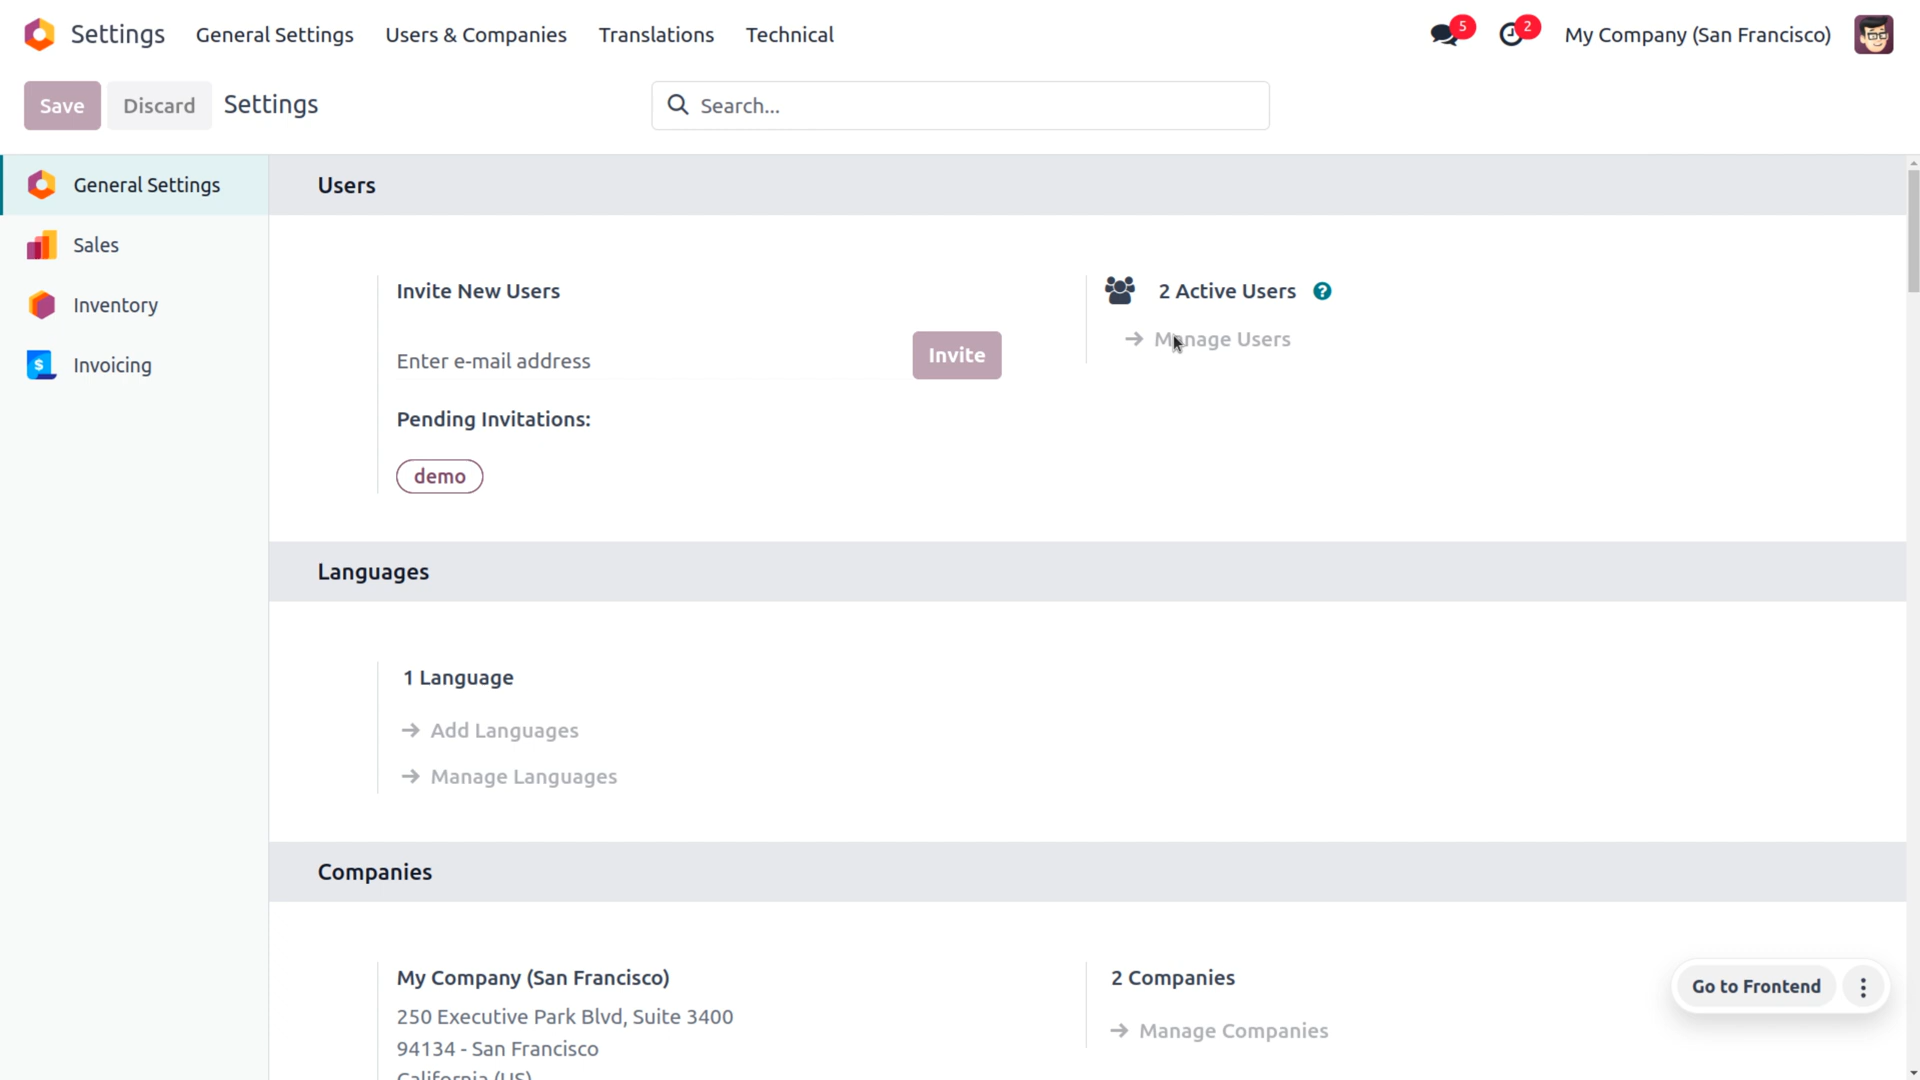 Settings General Settings Users & Companies Translations Technical 5 2 My Company (San Francisco)
Save Discard Settings Search...
General Settings
Sales
Inventory
Invoicing
Users
Invite New Users
Enter e-mail address Invite
Pending Invitations:
demo
2 Active Users ?
Manage Users
Languages
1 Language
Add Languages
Manage Languages
Companies
My Company (San Francisco)
250 Executive Park Blvd, Suite 3400
94134 - San Francisco
California (US)
2 Companies
Manage Companies
Go to Frontend